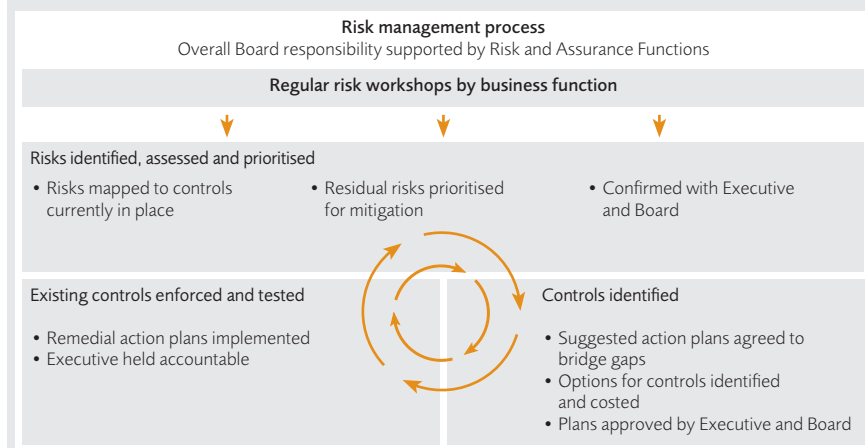 Risk management process
Overall Board responsibility supported by Risk and Assurance Functions
Regular risk workshops by business function
Risks identified, assessed and prioritised
• Risks mapped to controls
currently in place
• Residual risks prioritised
for mitigation
• Confirmed with Executive
and Board
Existing controls enforced and tested
• Remedial action plans implemented
• Executive held accountable
Controls identified
• Suggested action plans agreed to
bridge gaps
• Options for controls identified
and costed
• Plans approved by Executive and Board